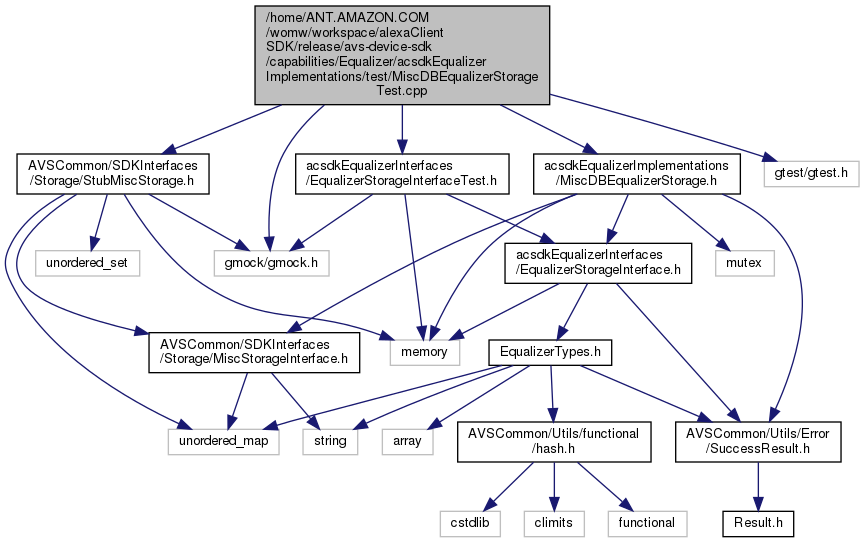 /home/ANT.AMAZON.COM
/womw/workspace/alexaClient
SDK/release/avs-device-sdk
/capabilities/Equalizer/acsdkEqualizer
Implementations/test/MiscDBEqualizerStorage
Test.cpp
AVSCommon/SDKInterfaces
/Storage/StubMiscStorage.h
acsdkEqualizerInterfaces
/EqualizerStorageInterfaceTest.h
acsdkEqualizerImplementations
/MiscDBEqualizerStorage.h
gtest/gtest.h
unordered_set
gmock/gmock.h
acsdkEqualizerInterfaces
/EqualizerStorageInterface.h
mutex
AVSCommon/SDKInterfaces
/Storage/MiscStorageInterface.h
memory
EqualizerTypes.h
unordered_map
string
array
AVSCommon/Utils/functional
/hash.h
AVSCommon/Utils/Error
/SuccessResult.h
cstdlib
climits
functional
Result.h